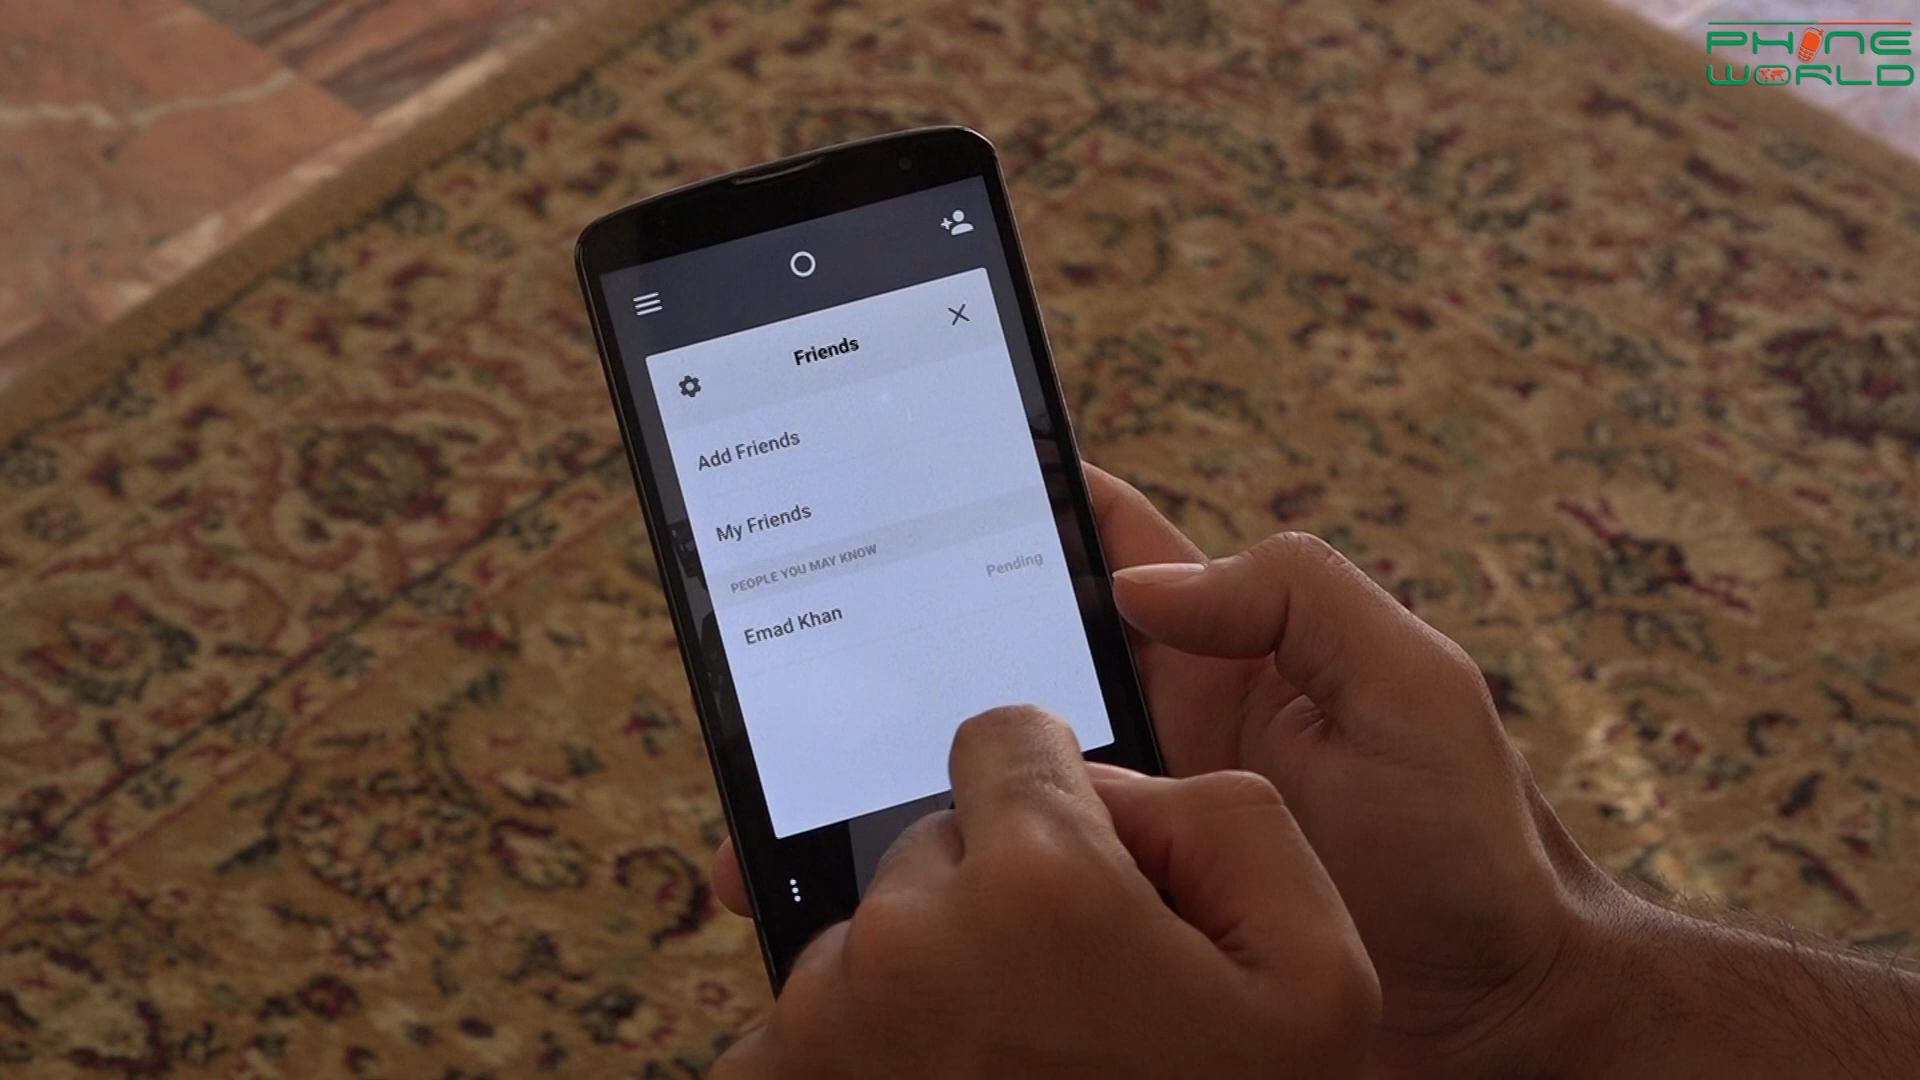 PHONE
WORLD
Friends
Add Friends
My Friends
PEOPLE YOU MAY KNOW
Pending
Emad Khan